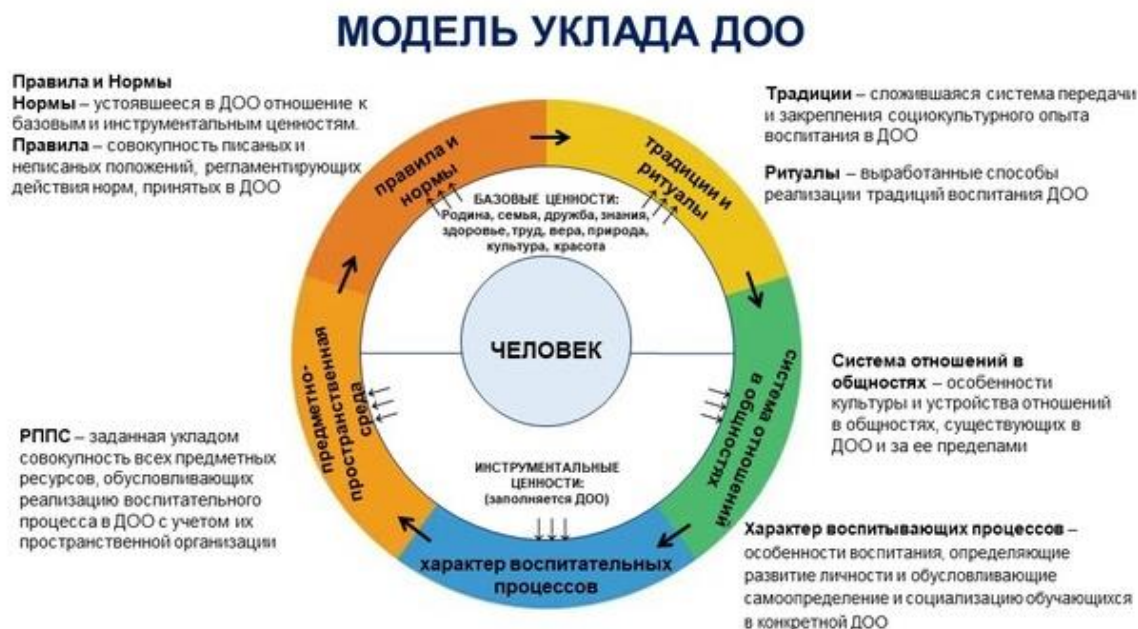 МОДЕЛЬ УКЛАДА ДОО
Правила и Нормы
Нормы – устоявшееся в ДОО отношение к
базовым и инструментальным ценностям.
Правила – совокупность писаных и
неписаных положений, регламентирующих
действия норм, принятых в ДОО
Традиции – сложившаяся система передачи
и закрепления социокультурного опыта
воспитания в ДОО
Ритуалы – выработанные способы
реализации традиций воспитания ДОО
правила и
нормы
традиции и
ритуалы
БАЗОВЫЕ ЦЕННОСТИ:
Родина, семья, дружба, знания,
здоровье, труд, вера, природа,
культура, красота
ЧЕЛОВЕК
предметно-
пространственная
среда
система отношений
в общностях
Система отношений в
общностях – особенности
культуры и устройства отношений
в общностях, существующих в
ДОО и за ее пределами
РППС – заданная укладом
совокупность всех предметных
ресурсов, обусловливающих
реализацию воспитательного
процесса в ДОО с учетом их
пространственной организации
ИНСТРУМЕНТАЛЬНЫЕ
ЦЕННОСТИ:
(заполняется ДОО)
характер воспитательных
процессов
Характер воспитывающих процессов –
особенности воспитания, определяющие
развитие личности и обусловливающие
самоопределение и социализацию обучающихся
в конкретной ДОО